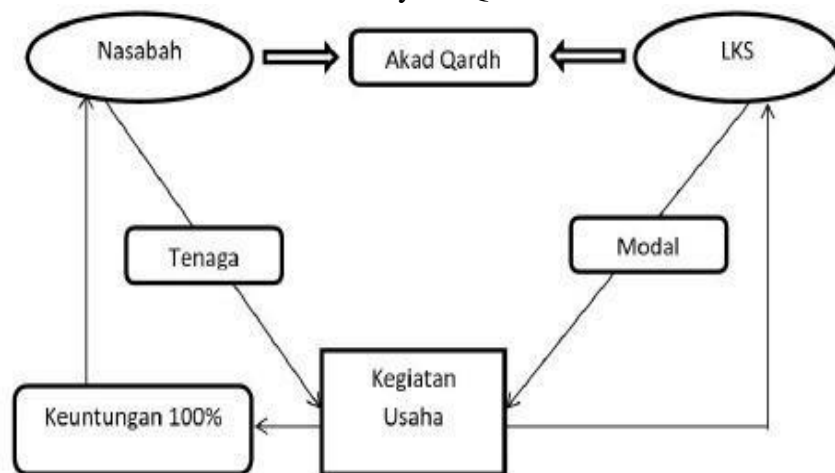 Nasabah
Akad Qardh
LKS
Tenaga
Modal
Kegiatan
Usaha
Keuntungan 100%